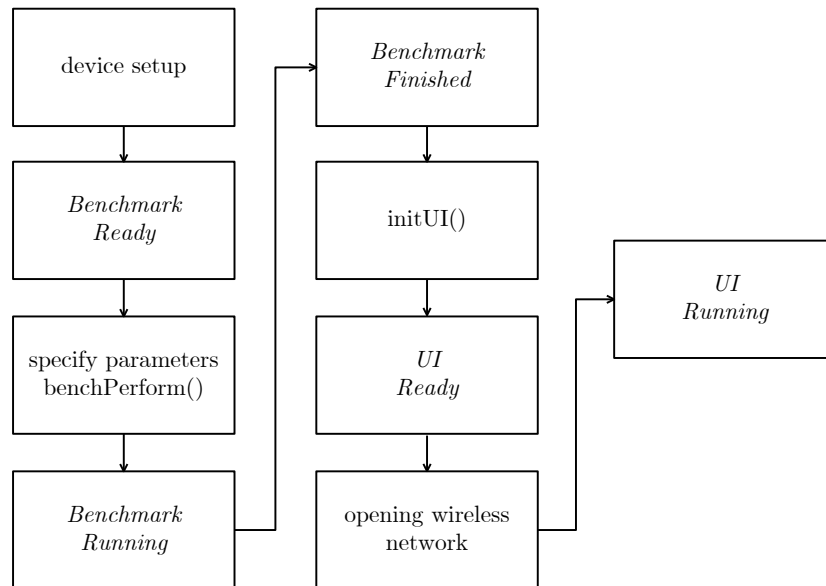 device setup
Benchmark
Ready
specify parameters
benchPerform()
Benchmark
Running
Benchmark
Finished
initUI()
UI
Ready
opening wireless
network
UI
Running